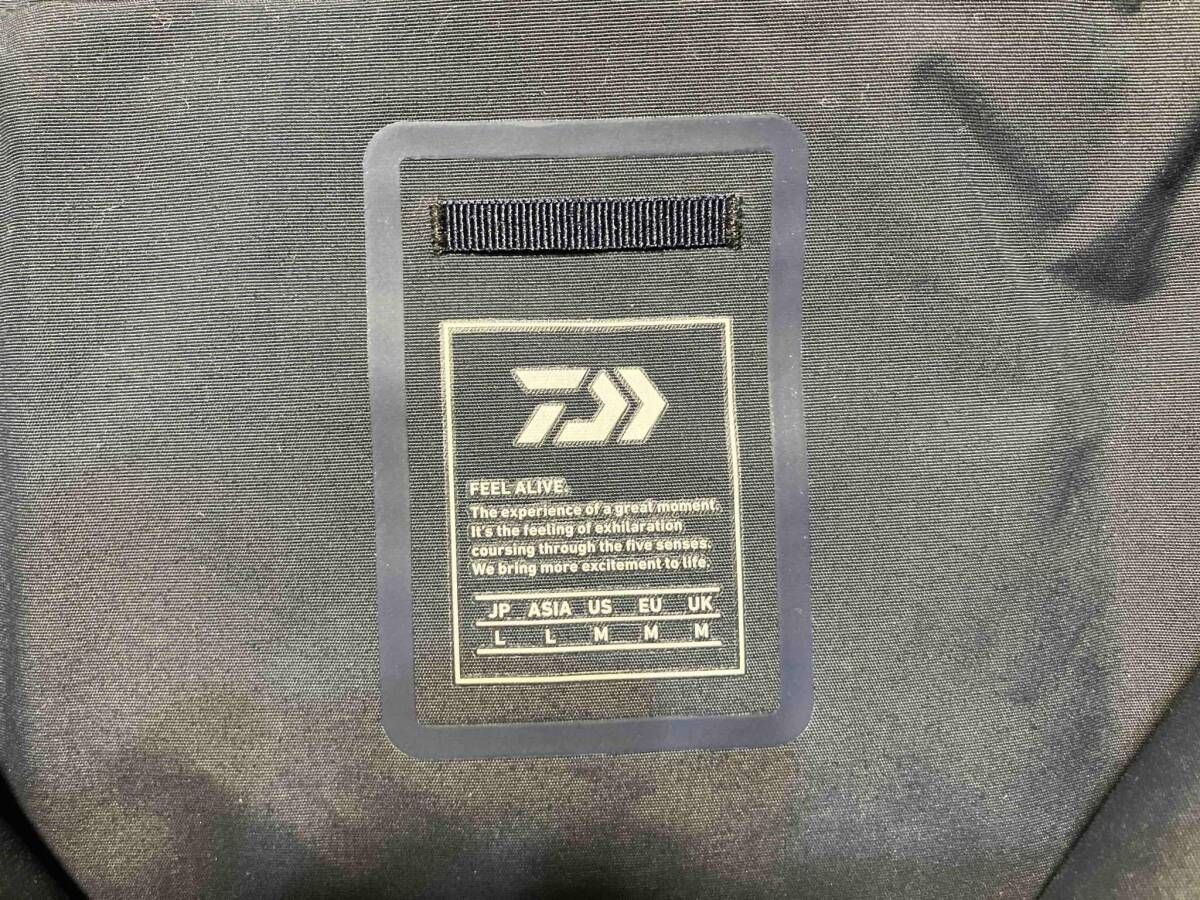 FEEL ALIVE.
The experience of a great moment.
It's the feeling of exhilaration
coursing through the five senses.
We bring more excitement to life.
JP ASIA US EU UK
L L M M M